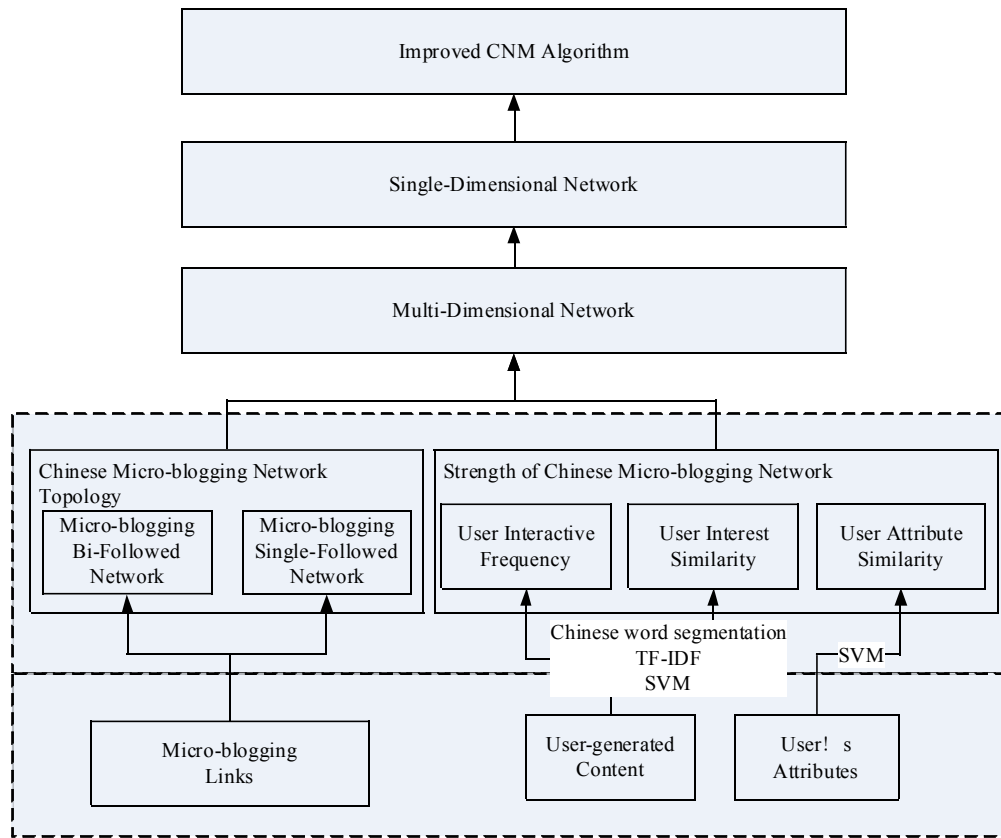 Improved CNM Algorithm
Single-Dimensional Network
Multi-Dimensional Network
Chinese Micro-blogging Network
Topology
Micro-blogging
Bi-Followed
Network
Micro-blogging
Single-Followed
Network
Strength of Chinese Micro-blogging Network
User Interactive
Frequency
User Interest
Similarity
User Attribute
Similarity
Chinese word segmentation
TF-IDF
SVM
SVM
Micro-blogging
Links
User-generated
Content
User! s
Attributes